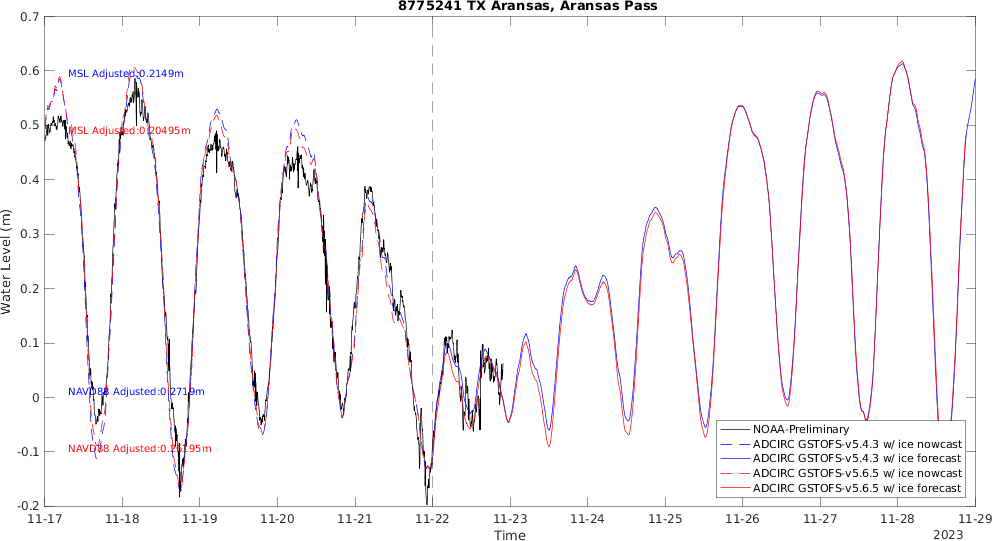 8775241 TX Aransas, Aransas Pass
Water Level (m)
0.7
0.6
0.5
0.4
0.3
0.2
0.1
0
-0.1
-0.2
MSL Adjusted:0.2149m
MSL Adjusted:0.20495m
NAVD88 Adjusted:0.2719m
NAVD88 Adjusted:0.26195m
NOAA-Preliminary
ADCIRC GSTOFS-v5.4.3 w/ ice nowcast
ADCIRC GSTOFS-v5.4.3 w/ ice forecast
ADCIRC GSTOFS-v5.6.5 w/ ice nowcast
ADCIRC GSTOFS-v5.6.5 w/ ice forecast
11-17 11-18 11-19 11-20 11-21 11-22 11-23 11-24 11-25 11-26 11-27 11-28 11-29
Time
2023